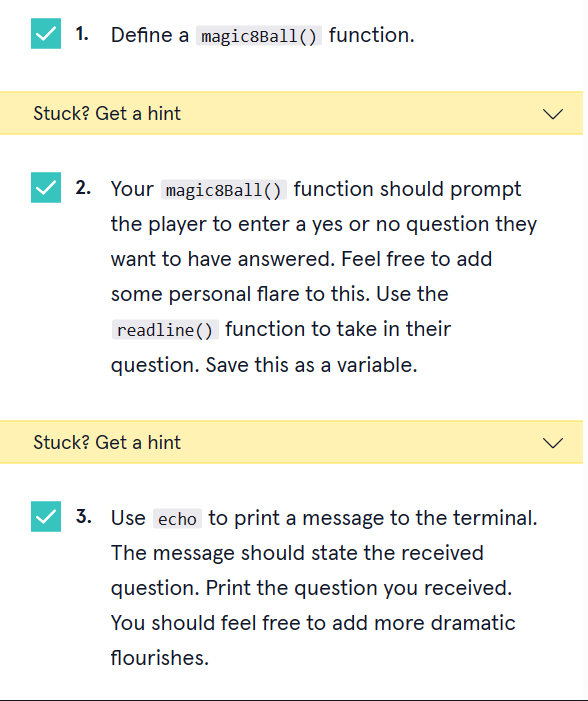 1. Define a magic8Ball() function.
Stuck? Get a hint
2. Your magic8Ball() function should prompt
the player to enter a yes or no question they
want to have answered. Feel free to add
some personal flare to this. Use the
readline() function to take in their
question. Save this as a variable.
Stuck? Get a hint
3. Use echo to print a message to the terminal.
The message should state the received
question. Print the question you received.
You should feel free to add more dramatic
flourishes.